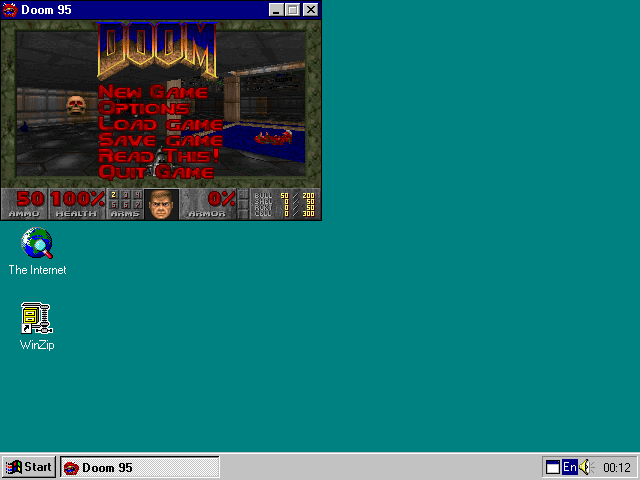 Doom 95
DOOM
New Game
Options
Load game
Save game
Read This!
Quit Game
50 100% 2 3 4 0% BULL 50 / 200
5 6 7 SHEL 0 / 50
RCKT 0 / 50
AMMO HEALTH ARMS ARMOR CELL 0 / 300
The Internet
WinZip
Start Doom 95 En 00:12